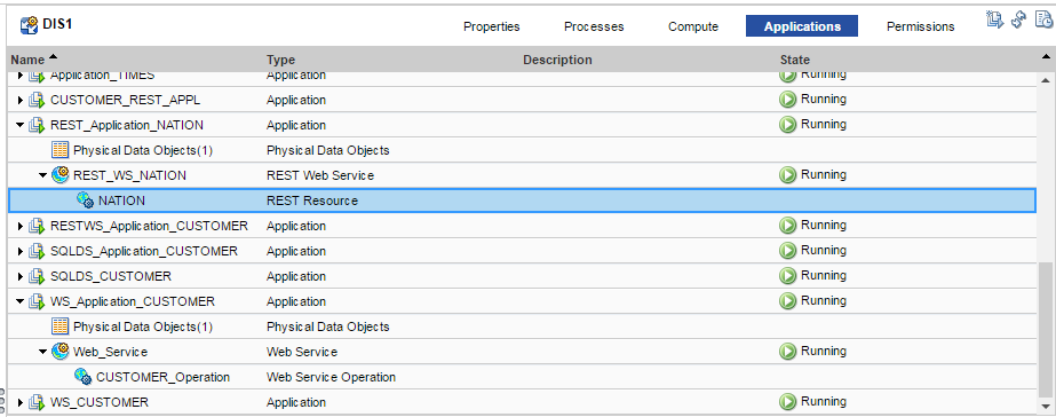 DIS1 Properties Processes Compute Applications Permissions
Name Type Description State
Application_TIMES Application Running
CUSTOMER_REST_APPL Application Running
REST_Application_NATION Application Running
Physical Data Objects(1) Physical Data Objects
REST_WS_NATION REST Web Service Running
NATION REST Resource
RESTWS_Application_CUSTOMER Application Running
SQLDS_Application_CUSTOMER Application Running
SQLDS_CUSTOMER Application Running
WS_Application_CUSTOMER Application Running
Physical Data Objects(1) Physical Data Objects
Web_Service Web Service Running
CUSTOMER_Operation Web Service Operation
WS_CUSTOMER Application Running